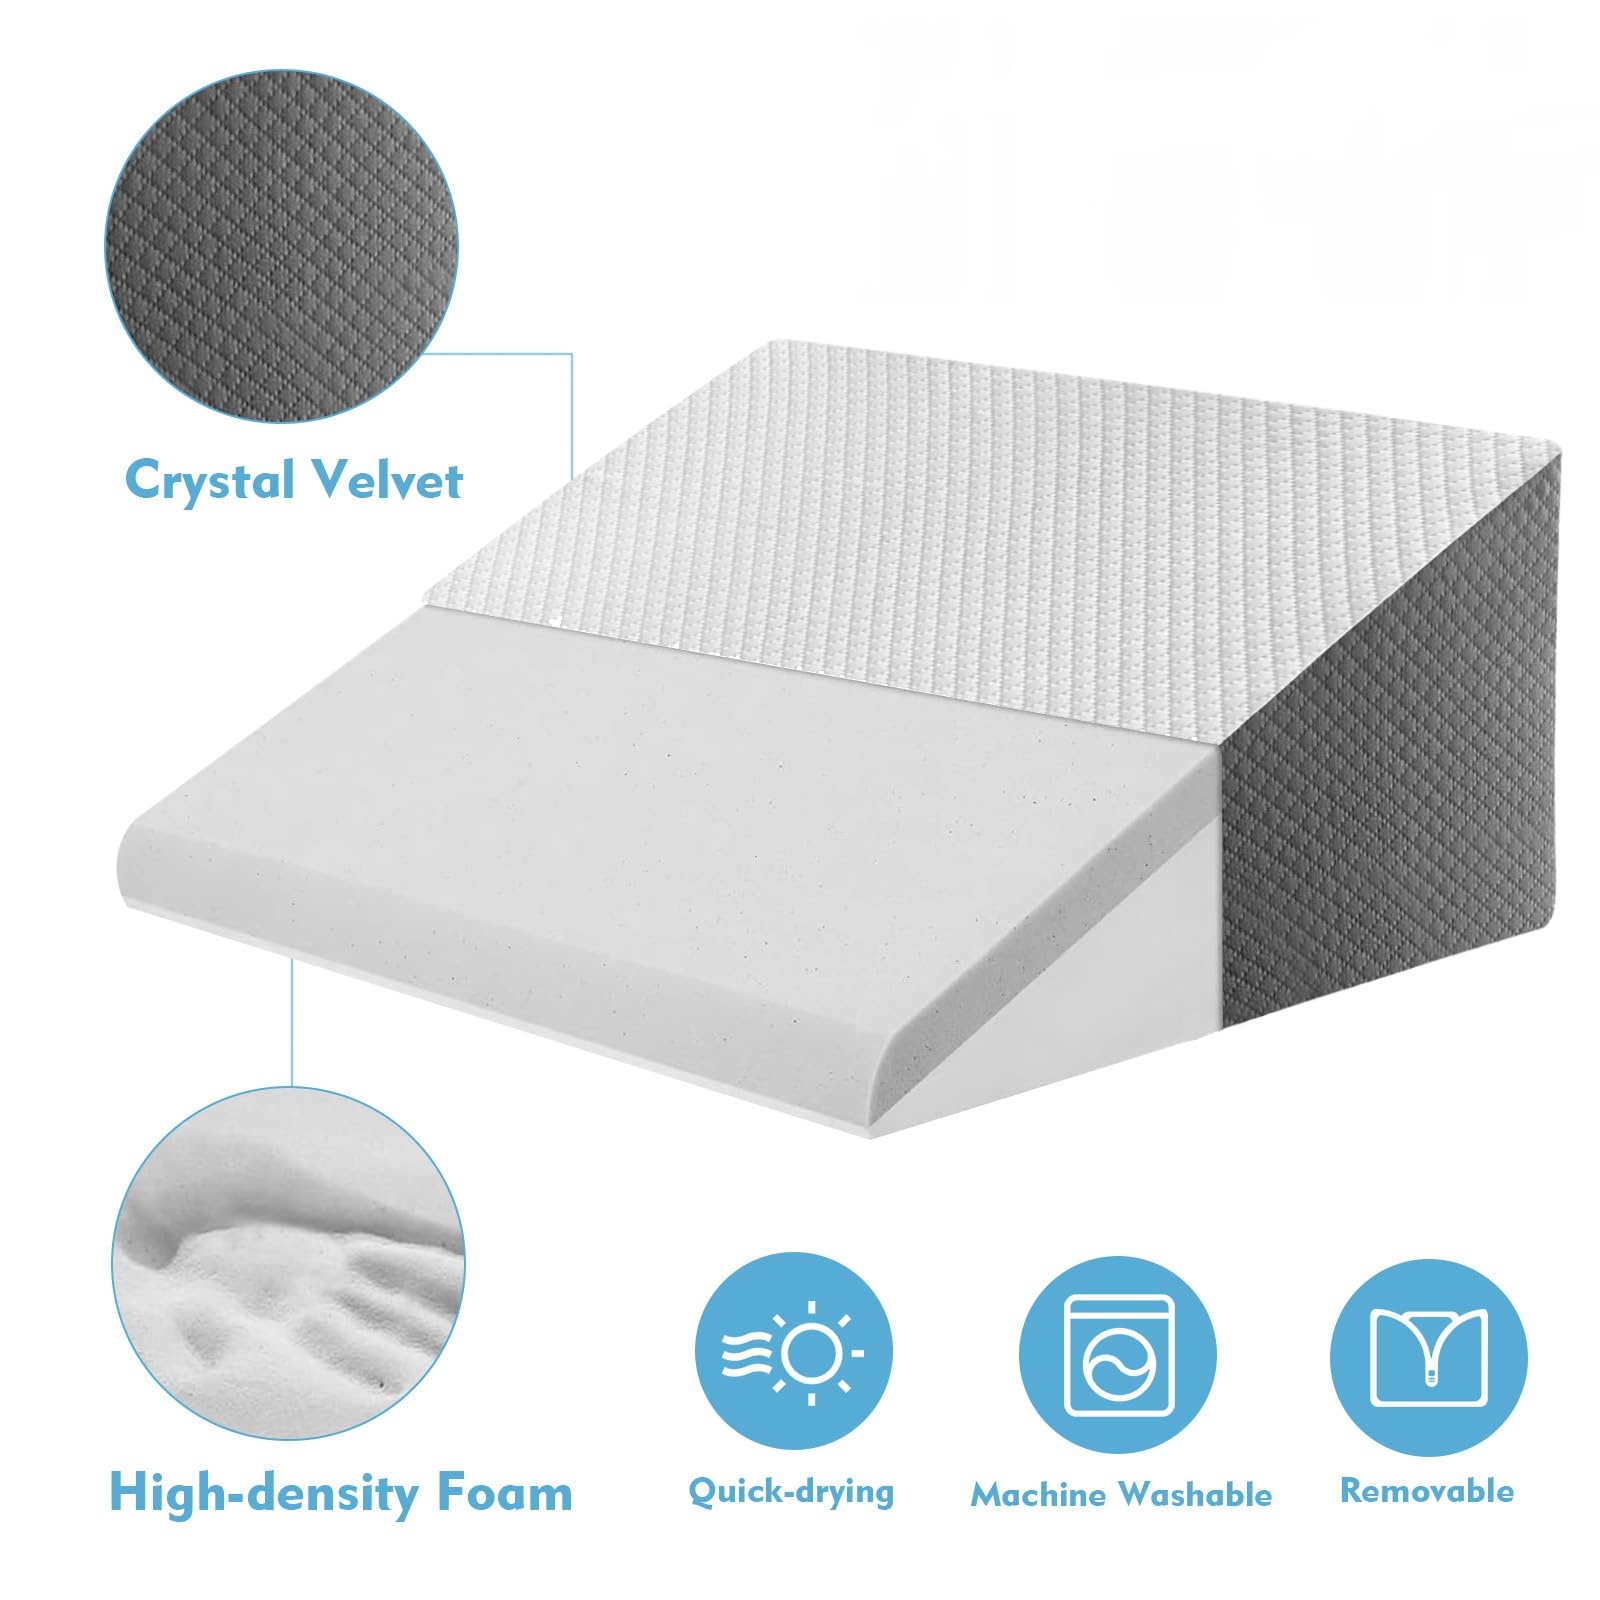 Crystal Velvet
High-density Foam
Quick-drying
Machine Washable
Removable